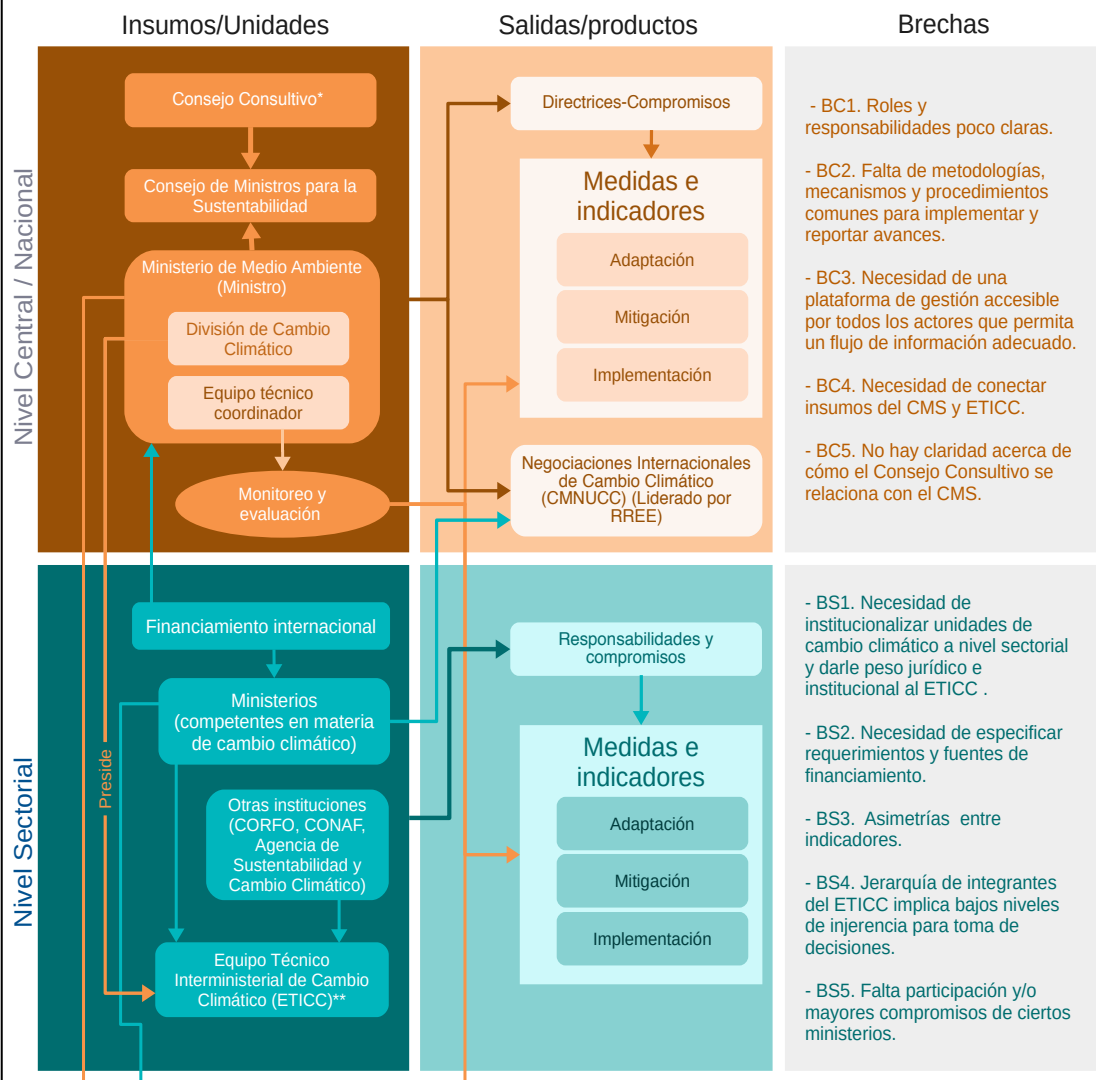 Insumos/Unidades
Salidas/productos
Brechas
Nivel Central / Nacional
Consejo Consultivo*
Consejo de Ministros para la
Sustentabilidad
Ministerio de Medio Ambiente
(Ministro)
División de Cambio
Climático
Equipo técnico
coordinador
Monitoreo y
evaluación
Directrices-Compromisos
Medidas e
indicadores
Adaptación
Mitigación
Implementación
Negociaciones Internacionales
de Cambio Climático
(CMNUCC) (Liderado por
RREE)
- BC1. Roles y
responsabilidades poco claras.
- BC2. Falta de metodologías,
mecanismos y procedimientos
comunes para implementar y
reportar avances.
- BC3. Necesidad de una
plataforma de gestión accesible
por todos los actores que permita
un flujo de información adecuado.
- BC4. Necesidad de conectar
insumos del CMS y ETICC.
- BC5. No hay claridad acerca de
cómo el Consejo Consultivo se
relaciona con el CMS.
Nivel Sectorial
Preside
Financiamiento internacional
Ministerios
(competentes en materia
de cambio climático)
Otras instituciones
(CORFO, CONAF,
Agencia de
Sustentabilidad y
Cambio Climático)
Equipo Técnico
Interministerial de Cambio
Climático (ETICC)**
Responsabilidades y
compromisos
Medidas e
indicadores
Adaptación
Mitigación
Implementación
- BS1. Necesidad de
institucionalizar unidades de
cambio climático a nivel sectorial
y darle peso jurídico e
institucional al ETICC .
- BS2. Necesidad de especificar
requerimientos y fuentes de
financiamiento.
- BS3. Asimetrías entre
indicadores.
- BS4. Jerarquía de integrantes
del ETICC implica bajos niveles
de injerencia para toma de
decisiones.
- BS5. Falta participación y/o
mayores compromisos de ciertos
ministerios.